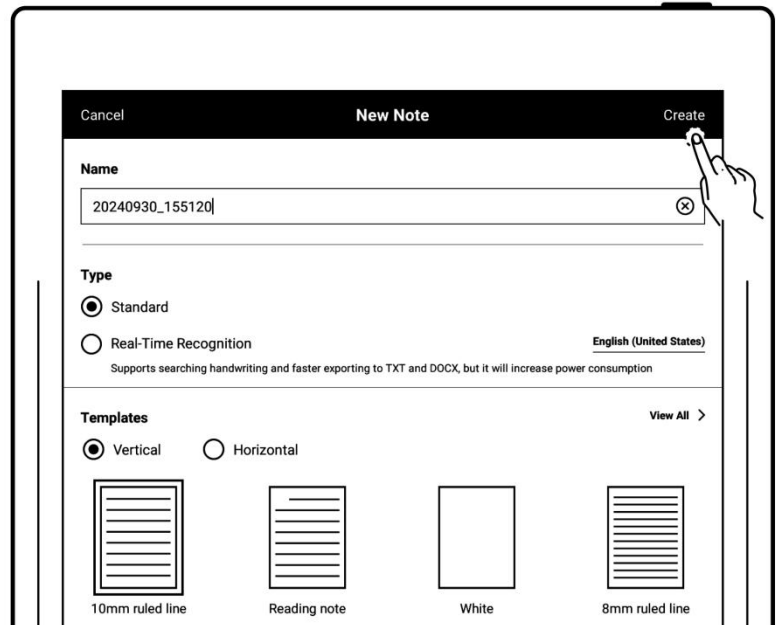 Cancel New Note Create
Name
20240930_155120
Type
Standard
Real-Time Recognition English (United States)
Supports searching handwriting and faster exporting to TXT and DOCX, but it will increase power consumption
Templates View All
Vertical Horizontal
10mm ruled line Reading note White 8mm ruled line